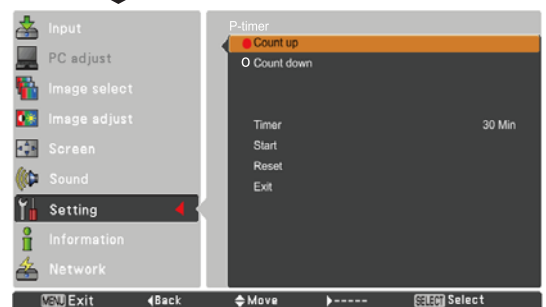 Input
PC adjust
Image select
Image adjust
Screen
Sound
Setting
Information
Network
P-timer
Count up
Count down
Timer 30 Min
Start
Reset
Exit
MENU Exit Back Move ----- SELECT Select